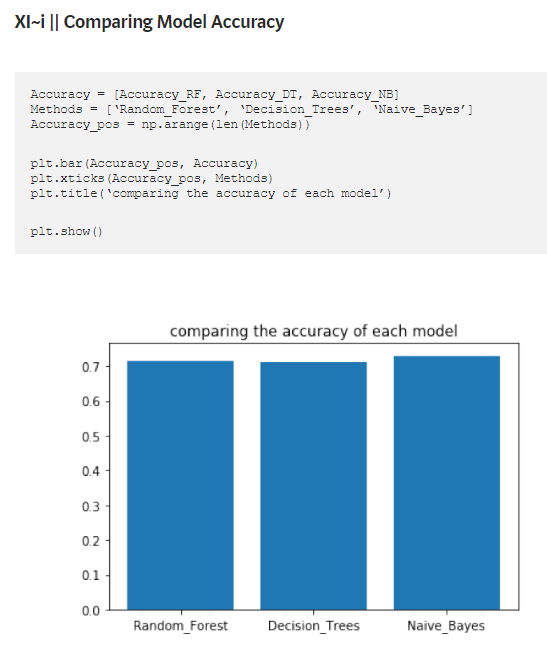 XI~i || Comparing Model Accuracy
Accuracy = [Accuracy_RF, Accuracy_DT, Accuracy_NB]
Methods = [‘Random_Forest’, ‘Decision_Trees’, ‘Naive_Bayes’]
Accuracy_pos = np.arange(len(Methods))
plt.bar(Accuracy_pos, Accuracy)
plt.xticks(Accuracy_pos, Methods)
plt.title(‘comparing the accuracy of each model’)
plt.show()
comparing the accuracy of each model
0.7
0.6
0.5
0.4
0.3
0.2
0.1
0.0
Random_Forest Decision_Trees Naive_Bayes